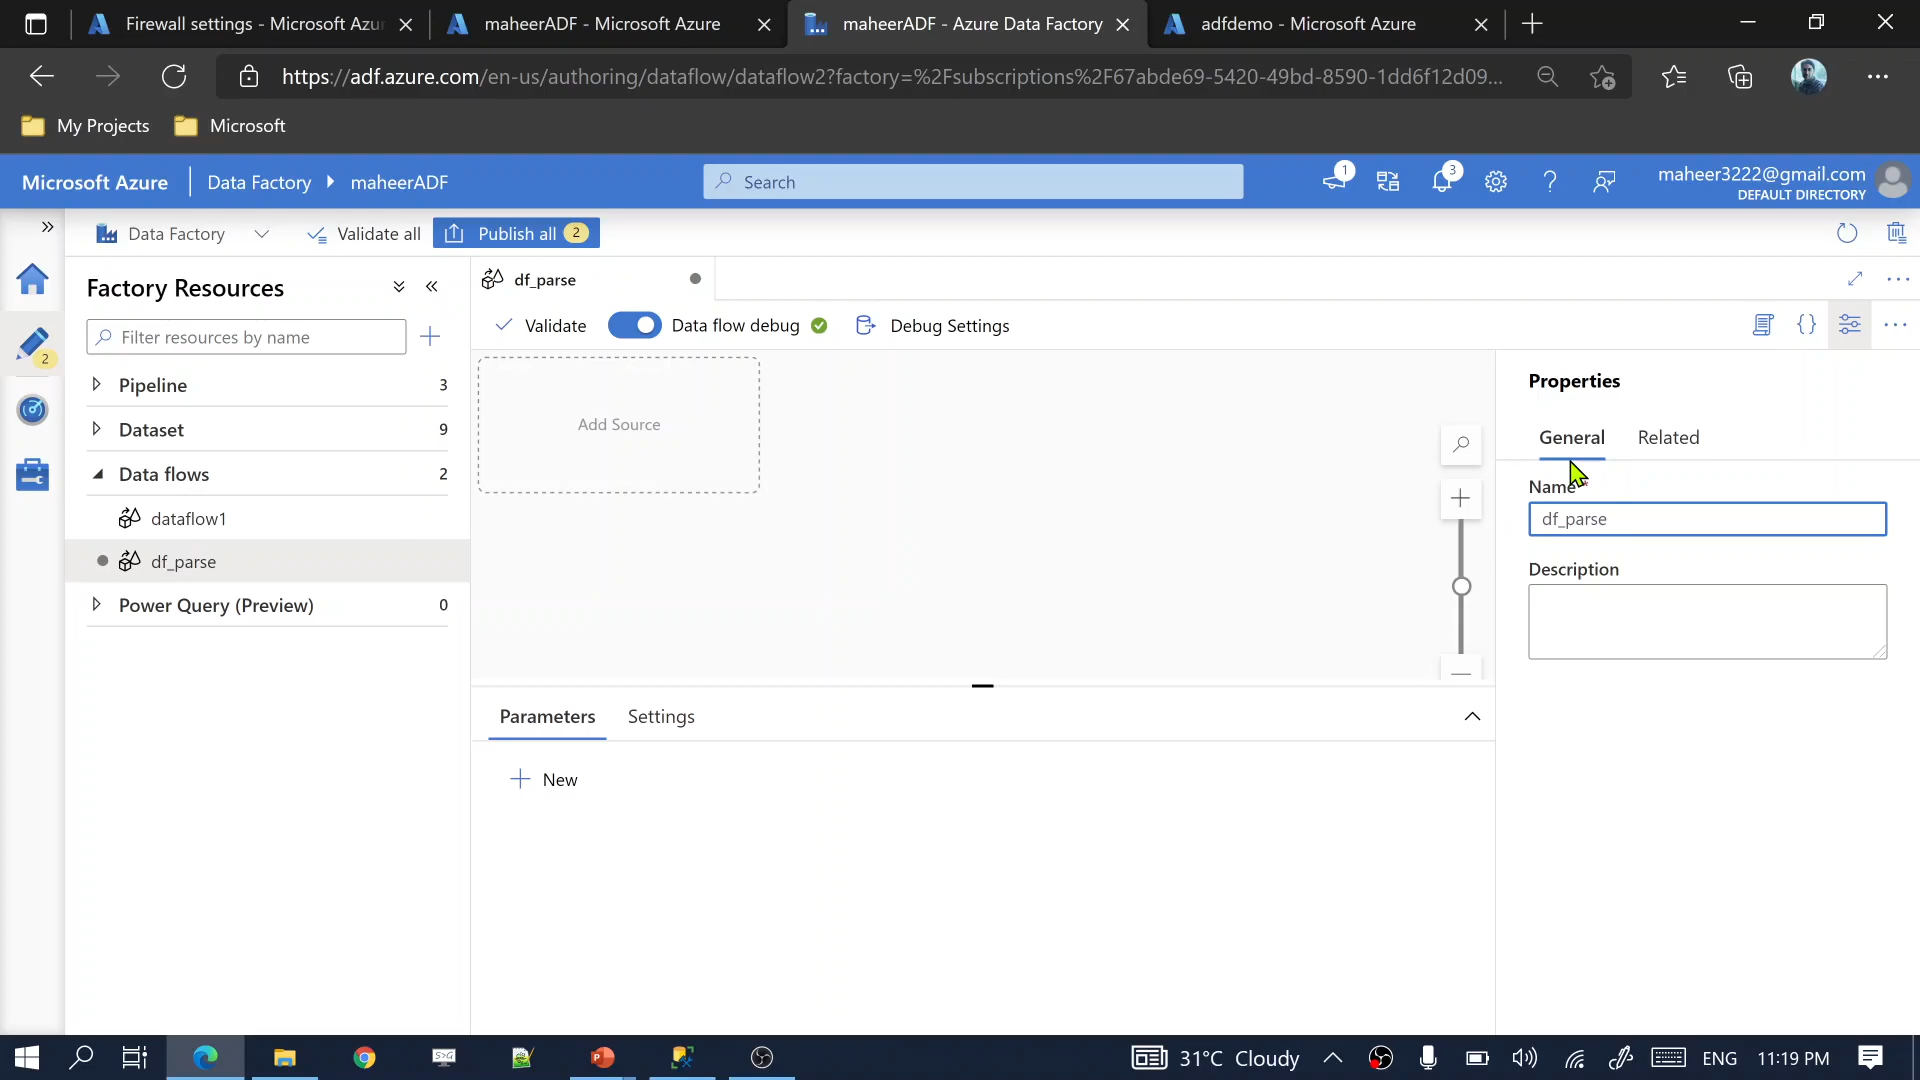 Firewall settings - Microsoft Azu
maheerADF - Microsoft Azure
maheerADF - Azure Data Factory
adfdemo - Microsoft Azure
https://adf.azure.com/en-us/authoring/dataflow/dataflow2?factory=%2Fsubscriptions%2F67abde69-5420-49bd-8590-1dd6f12d09...
My Projects
Microsoft
Microsoft Azure
Data Factory
maheerADF
Search
1
3
maheer3222@gmail.com
DEFAULT DIRECTORY
Data Factory
Validate all
Publish all 2
Factory Resources
df_parse
Validate
Data flow debug
Debug Settings
Filter resources by name
2
Pipeline 3
Dataset 9
Data flows 2
dataflow1
df_parse
Power Query (Preview) 0
Add Source
Properties
General
Related
Name *
df_parse
Description
Parameters
Settings
New
31°C Cloudy
ENG
11:19 PM